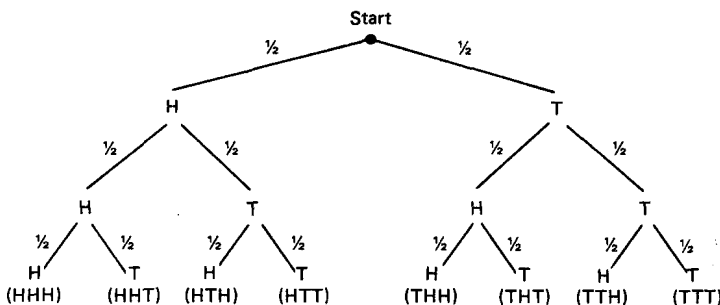 Start
½ ½
H T
½ ½ ½ ½
H T H T
½ ½ ½ ½ ½ ½ ½ ½
H T H T H T H T
(HHH) (HHT) (HTH) (HTT) (THH) (THT) (TTH) (TTT)